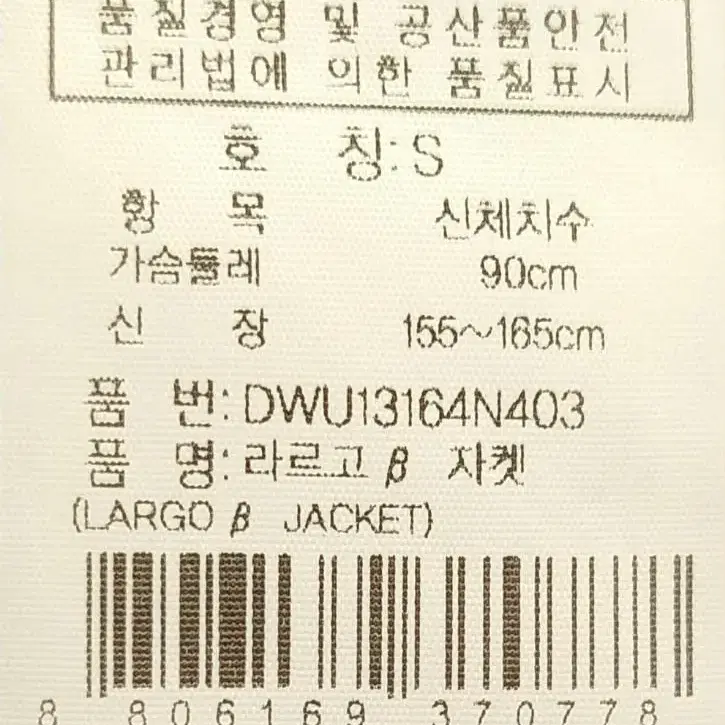 품질경영 및 공산품안전
관리법에 의한 품질표시
호 칭: S
항 목 신체치수
가슴둘레 90cm
신 장 155~165cm
품 번: DWU13164N403
품 명: 라르고 β 자켓
(LARGO β JACKET)
8 806169 370778